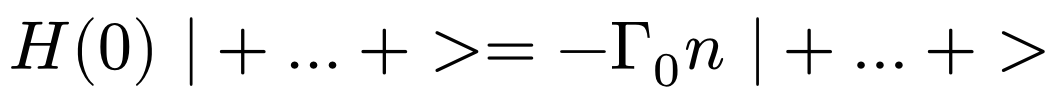 H(0) | + ... + >= −Γ₀n | + ... + >